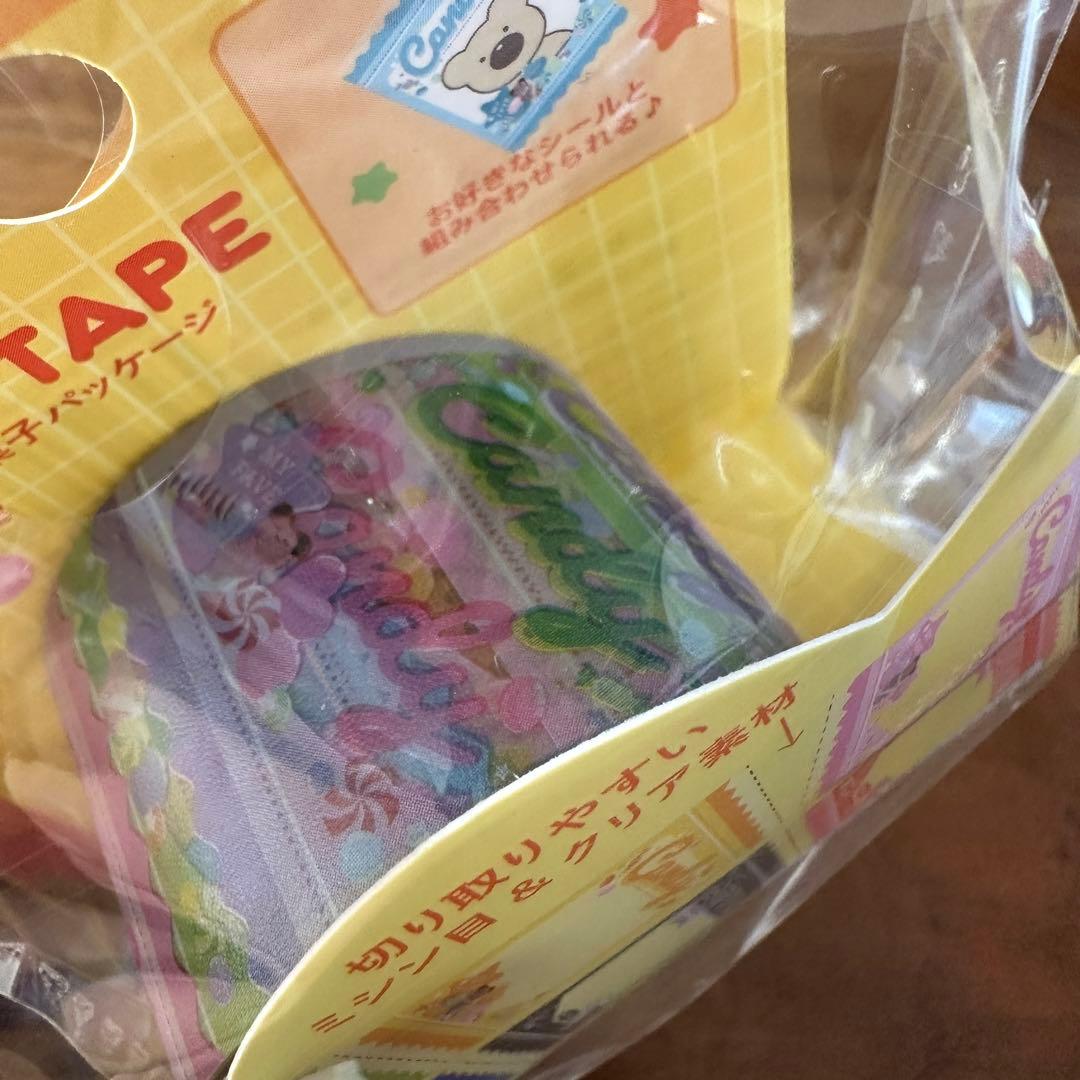 Cand
お好きなシールと
組み合わせられる♪
TAPE
子パッケージ
MY
Candy
Candy
切り取りやすい
ミシン目 & クリア素材
Candy